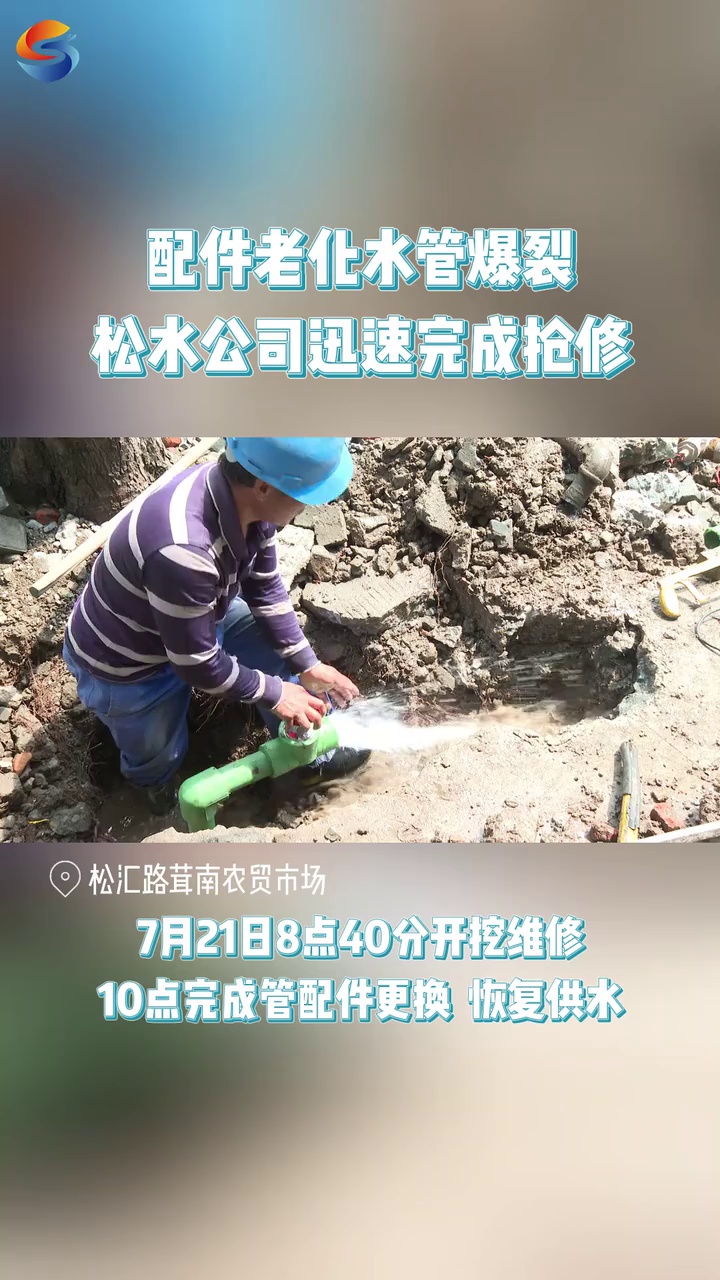 配件老化水管爆裂
松水公司迅速完成抢修
松汇路茸南农贸市场
7月21日8点40分开挖维修
10点完成管配件更换 恢复供水